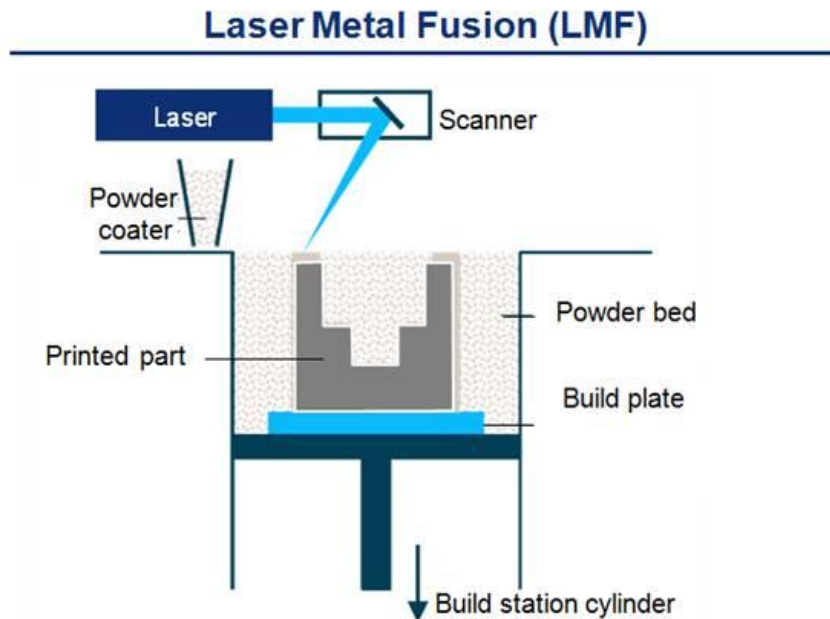 Laser Metal Fusion (LMF)
Laser
Scanner
Powder
coater
Powder bed
Printed part
Build plate
Build station cylinder